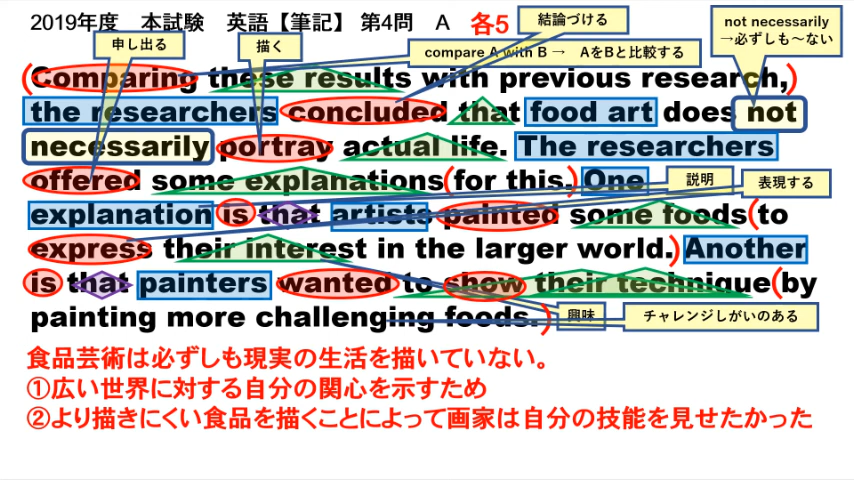 2019年度 本試験 英語【筆記】 第4問 A 各5
結論づける
not necessarily
→必ずしも～ない
申し出る
描く
compare A with B → AをBと比較する
(Comparing these results with previous research,)
the researchers concluded that food art does not
necessarily portray actual life. The researchers
offered some explanations(for this.) One
説明
表現する
explanation is that artists painted some foods(to
express their interest in the larger world.) Another
is that painters wanted to show their technique(by
painting more challenging foods.)
興味
チャレンジしがいのある
食品芸術は必ずしも現実の生活を描いていない。
①広い世界に対する自分の関心を示すため
②より描きにくい食品を描くことによって画家は自分の技能を見せたかった